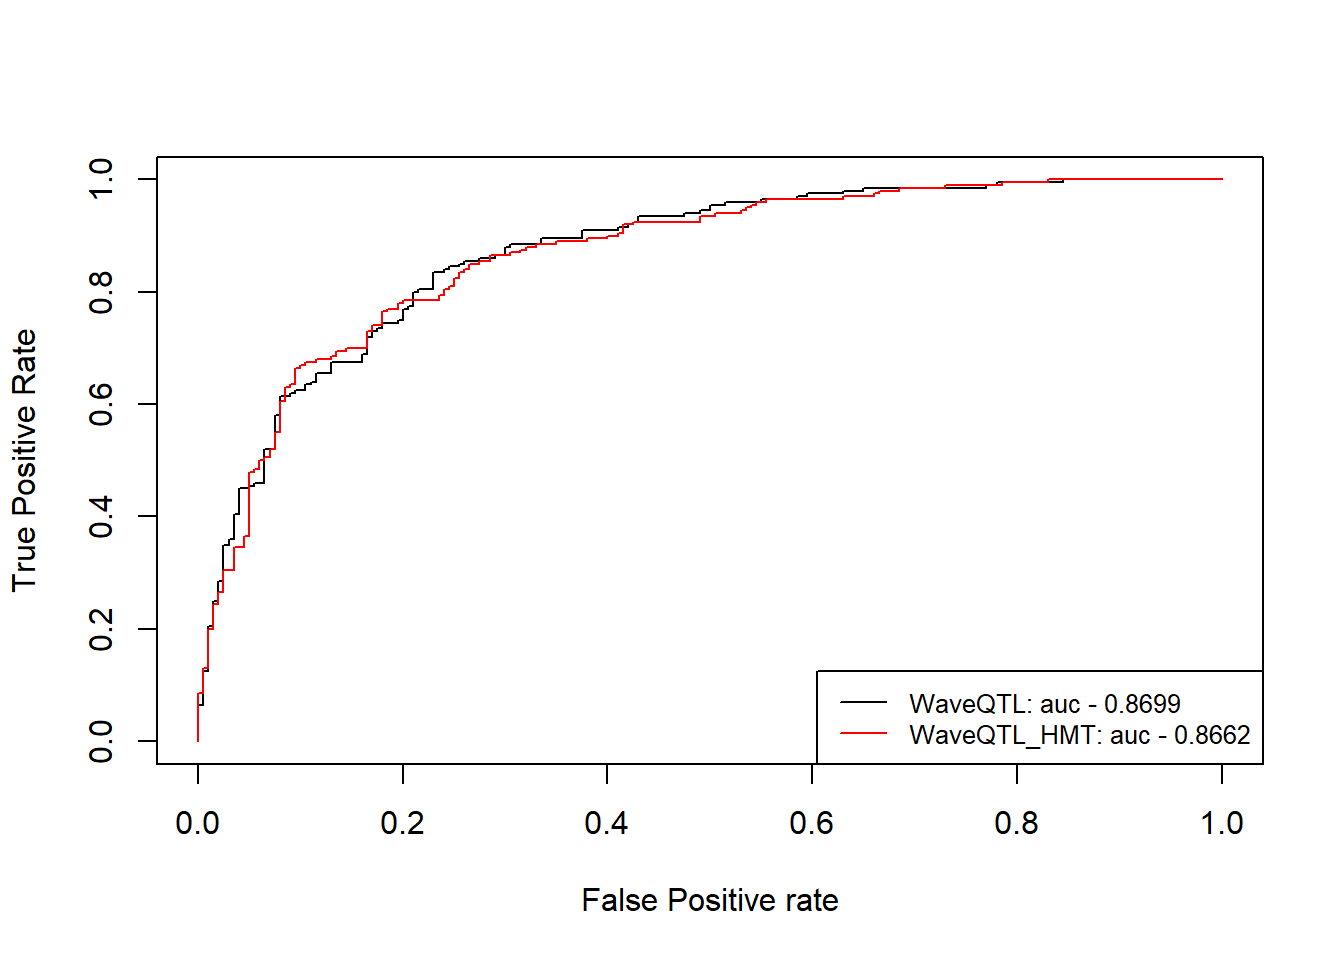 True Positive Rate
1.0
0.8
0.6
0.4
0.2
0.0
WaveQTL: auc - 0.8699
WaveQTL_HMT: auc - 0.8662
0.0 0.2 0.4 0.6 0.8 1.0
False Positive rate